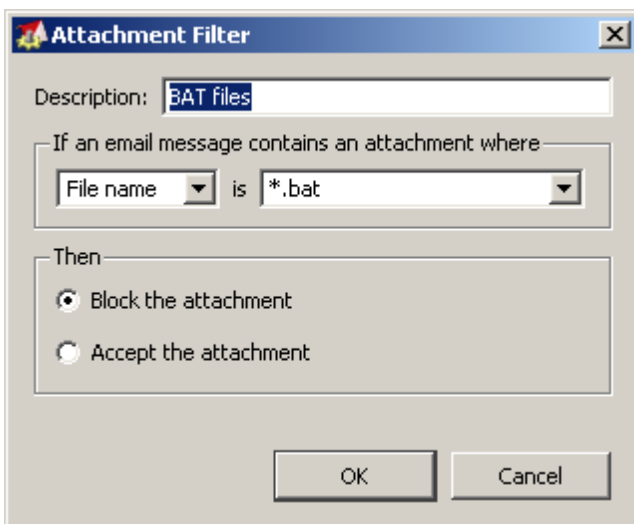 Attachment Filter
Description: BAT files
If an email message contains an attachment where
File name is *.bat
Then
Block the attachment
Accept the attachment
OK Cancel